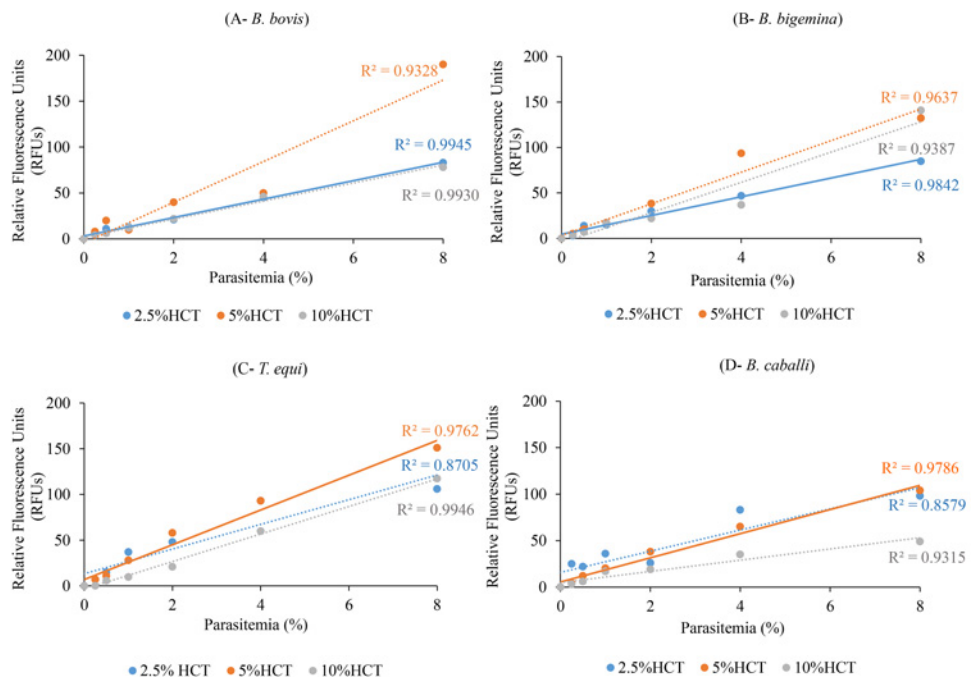 (A- B. bovis)
Relative Fluorescence Units
(RFUs)
200
150
100
50
0
R² = 0.9328
R² = 0.9945
R² = 0.9930
0 2 4 6 8
Parasitemia (%)
2.5%HCT 5%HCT 10%HCT
(B- B. bigemina)
Relative Fluorescence Units
(RFUs)
200
150
100
50
0
R² = 0.9637
R² = 0.9387
R² = 0.9842
0 2 4 6 8
Parasitemia (%)
2.5%HCT 5%HCT 10%HCT
(C- T. equi)
Relative Fluorescence Units
(RFUs)
200
150
100
50
0
R² = 0.9762
R² = 0.8705
R² = 0.9946
0 2 4 6 8
Parasitemia (%)
2.5% HCT 5%HCT 10%HCT
(D- B. caballi)
Relative Fluorescence Units
(RFUs)
200
150
100
50
0
R² = 0.9786
R² = 0.8579
R² = 0.9315
0 2 4 6 8
Parasitemia (%)
2.5%HCT 5%HCT 10%HCT